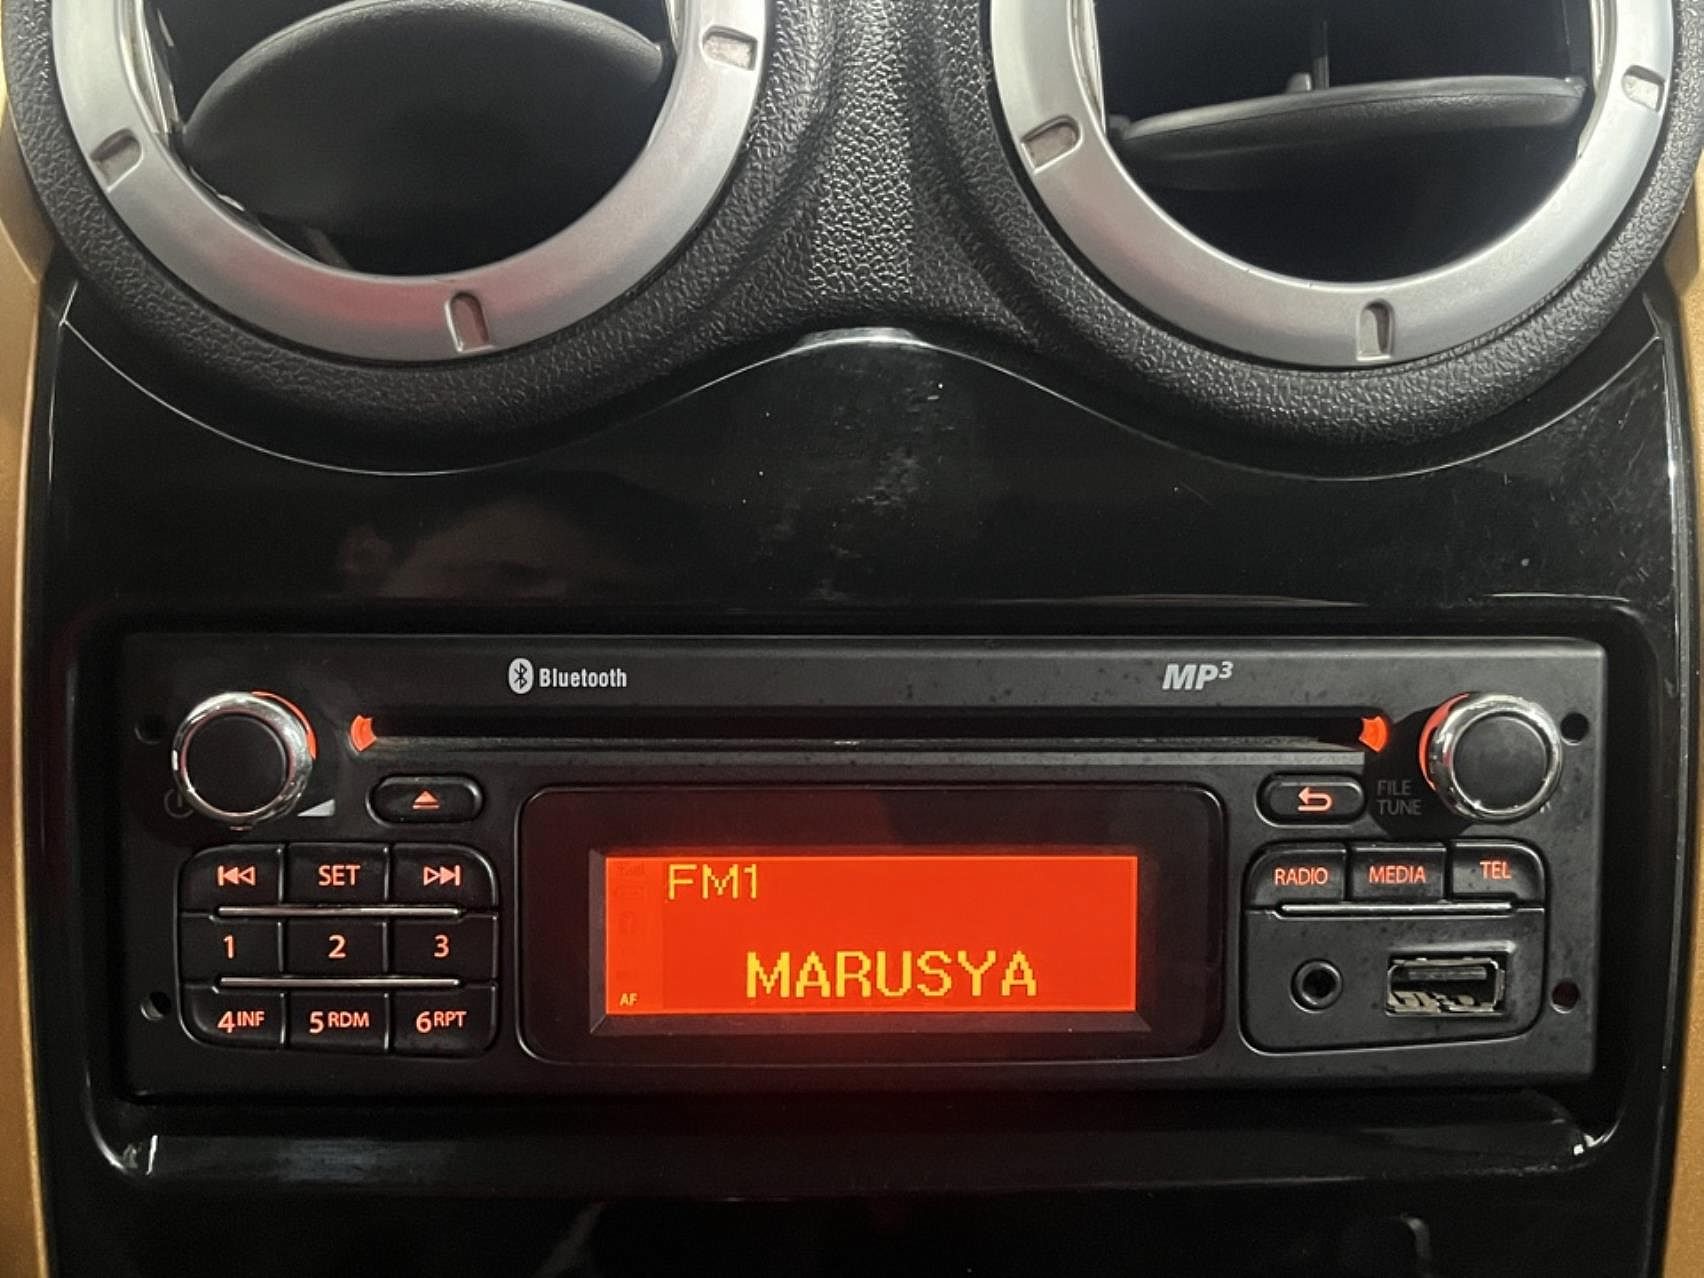 Bluetooth
MP3
FILE
TUNE
SET
RADIO
MEDIA
TEL
FM1
1
2
3
MARUSYA
AF
4INF
5RDM
6RPT